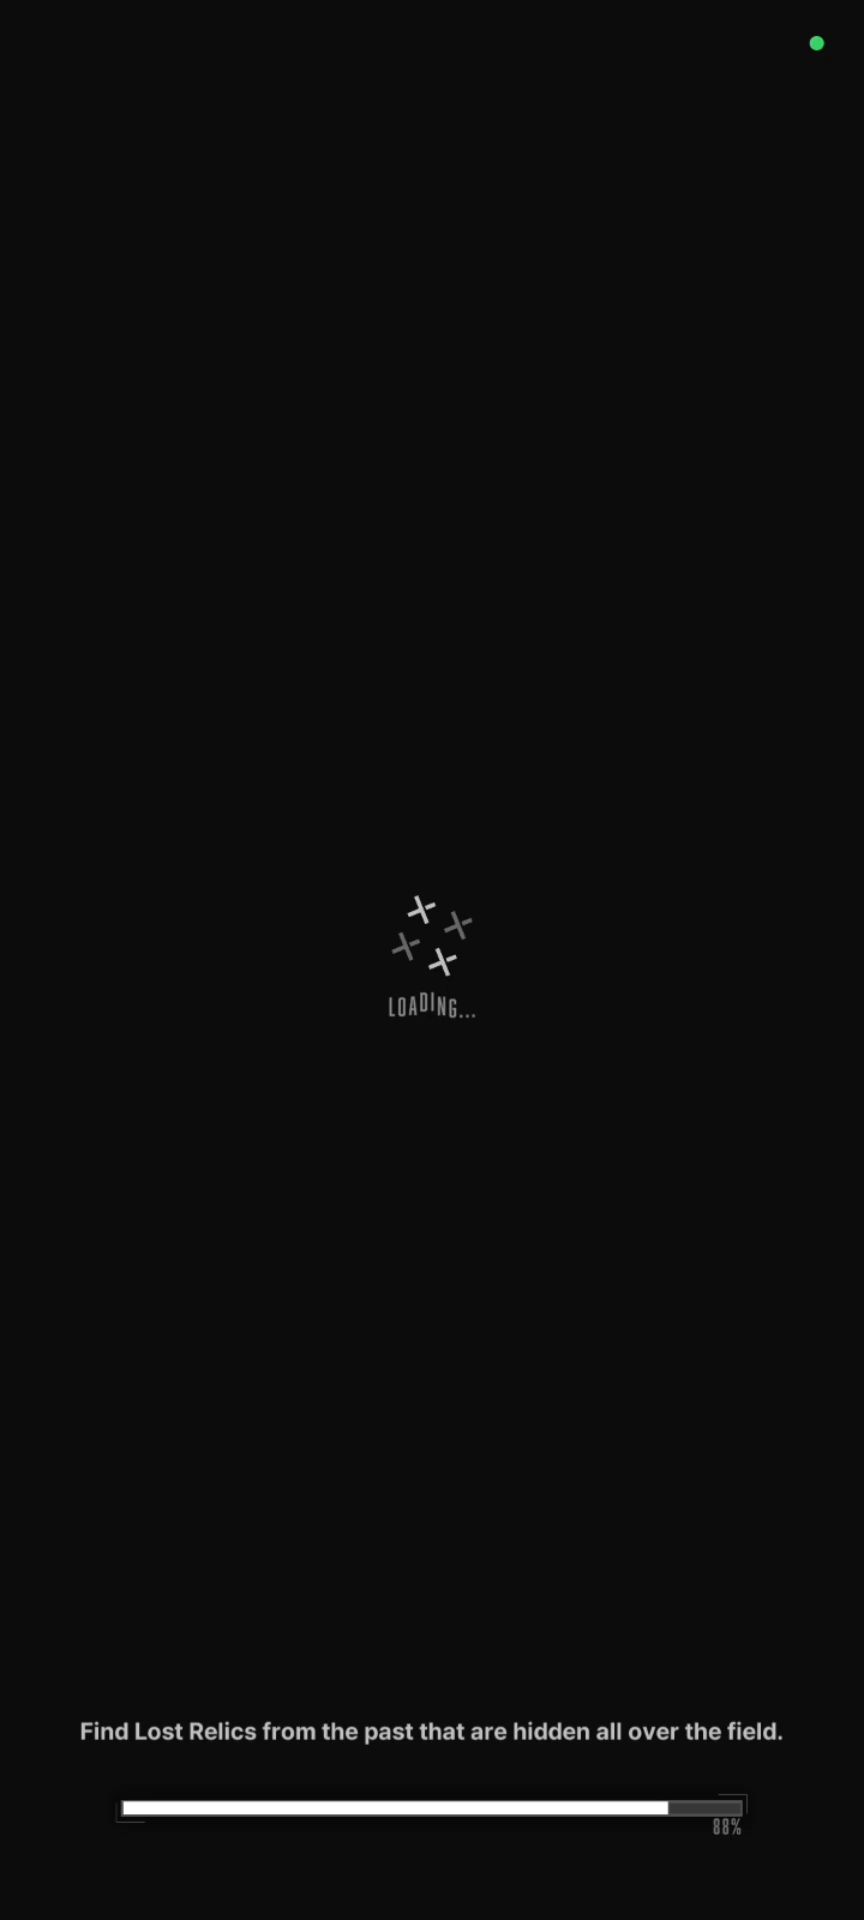 LOADING...
Find Lost Relics from the past that are hidden all over the field.
88%